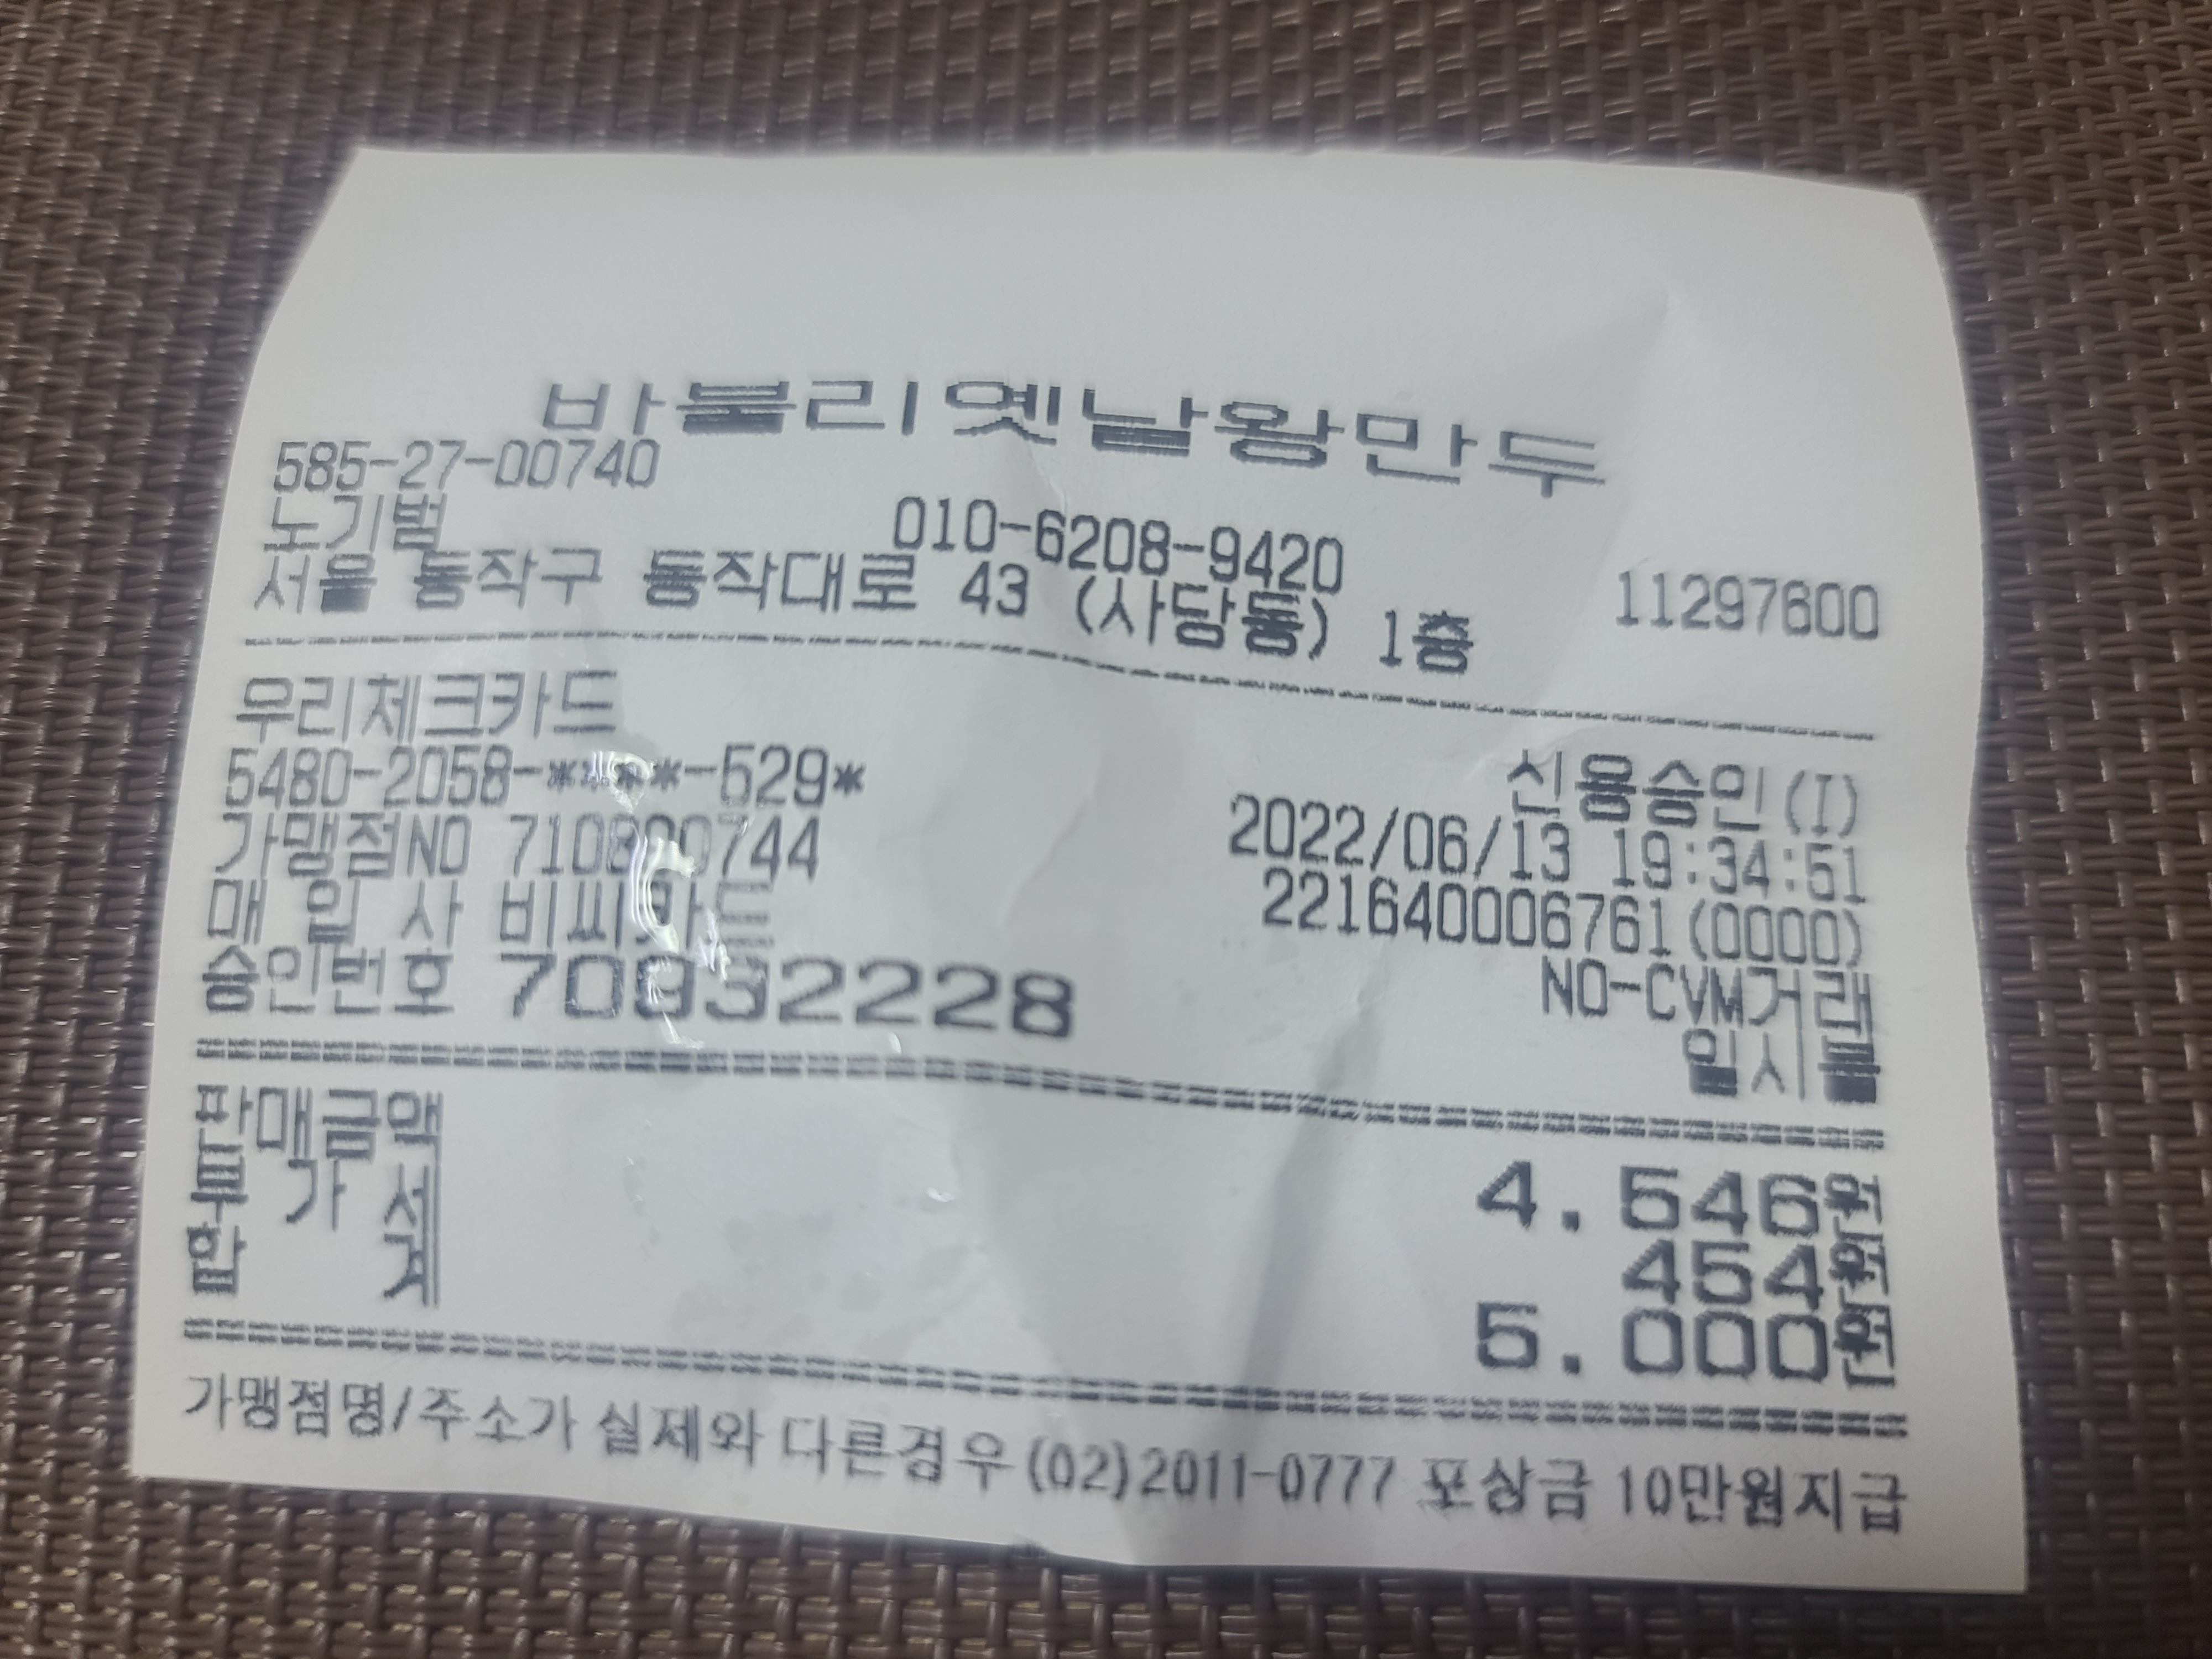 바불리옛날왕만두
585-27-00740
노기범 010-6208-9420 11297600
서울 동작구 동작대로 43 (사당동) 1층
우리체크카드 신용승인(I)
5480-2058-****-529* 2022/06/13 19:34:51
가맹점NO 710800744 221640006761(0000)
매 입 사 비씨카드 NO-CVM거래
승인번호 70932228 일시불
판매금액 4.546원
부 가 세 454원
합 계 5.000원
가맹점명/주소가 실제와 다른경우 (02)2011-0777 포상금 10만원지급